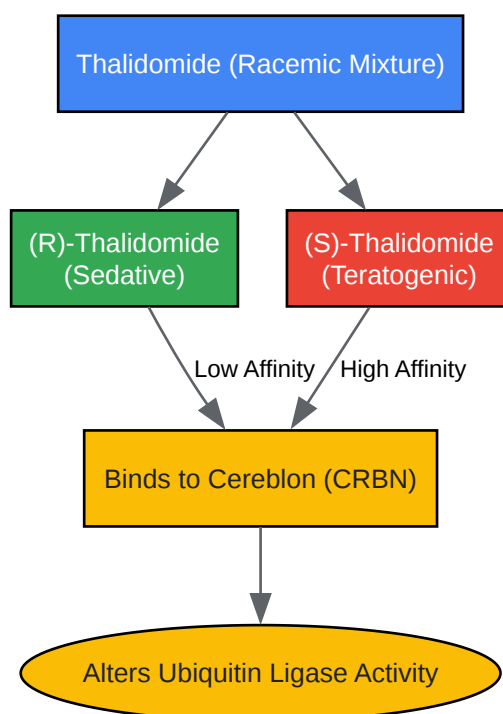 Thalidomide (Racemic Mixture)
(R)-Thalidomide
(Sedative)
(S)-Thalidomide
(Teratogenic)
Low Affinity
High Affinity
Binds to Cereblon (CRBN)
Alters Ubiquitin Ligase Activity